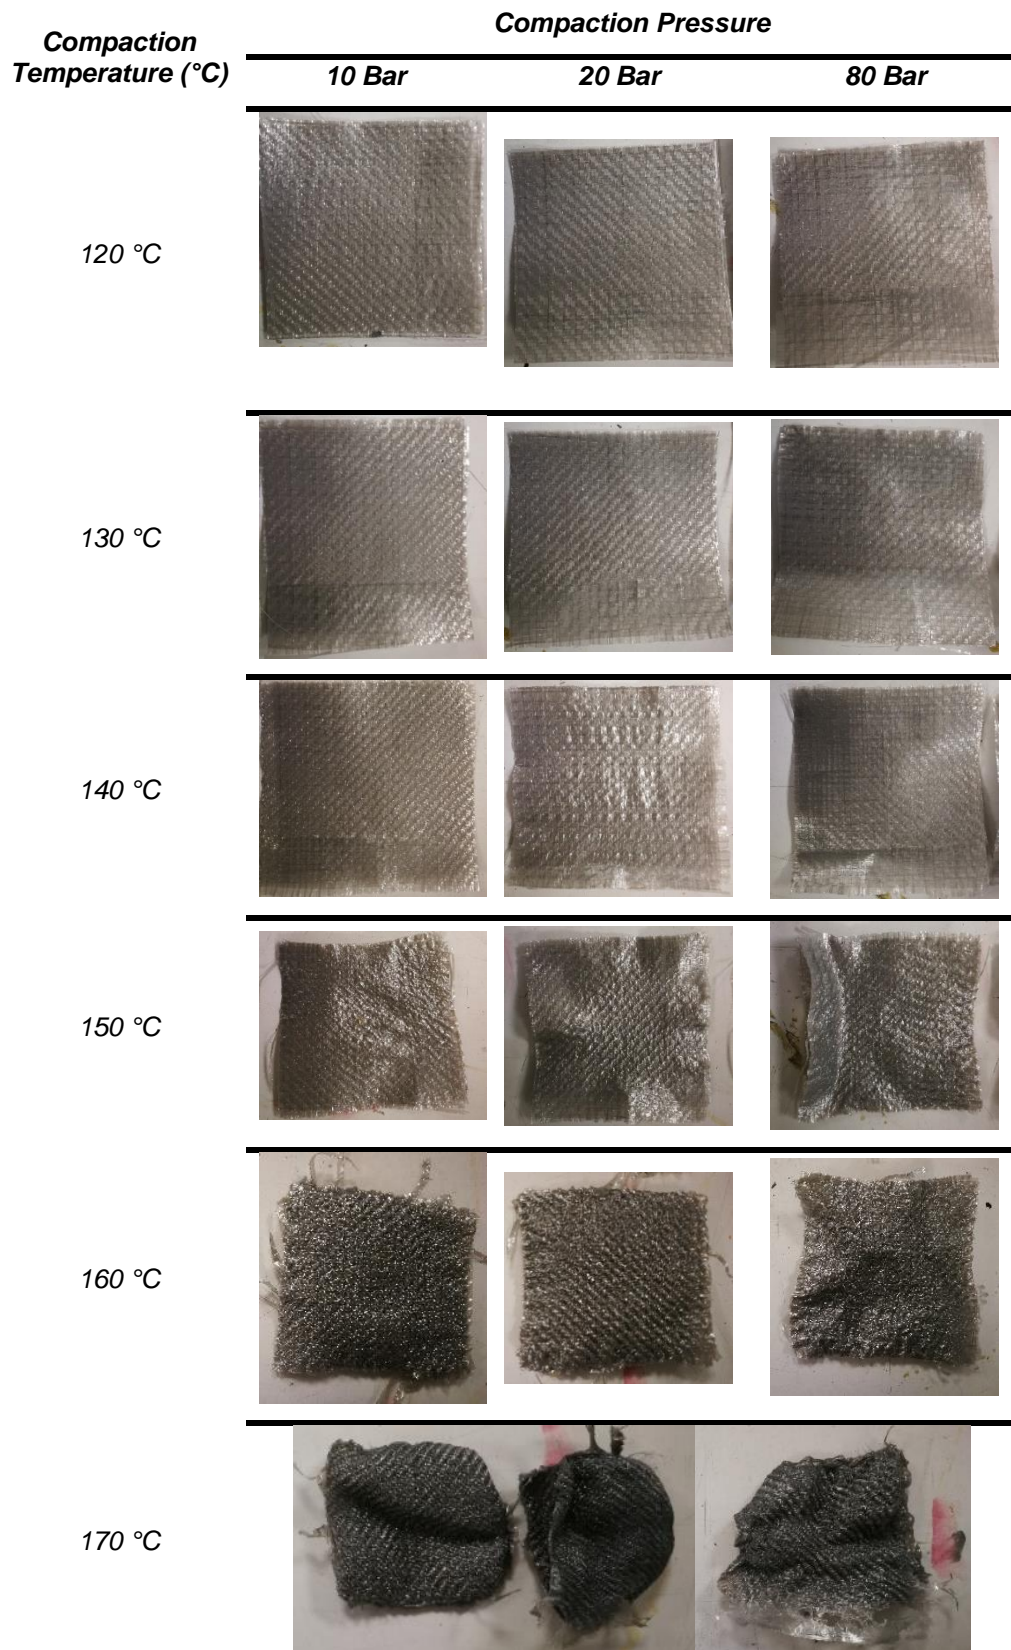 Compaction Pressure
Compaction
Temperature (°C)
10 Bar
20 Bar
80 Bar
120 °C
130 °C
140 °C
150 °C
160 °C
170 °C